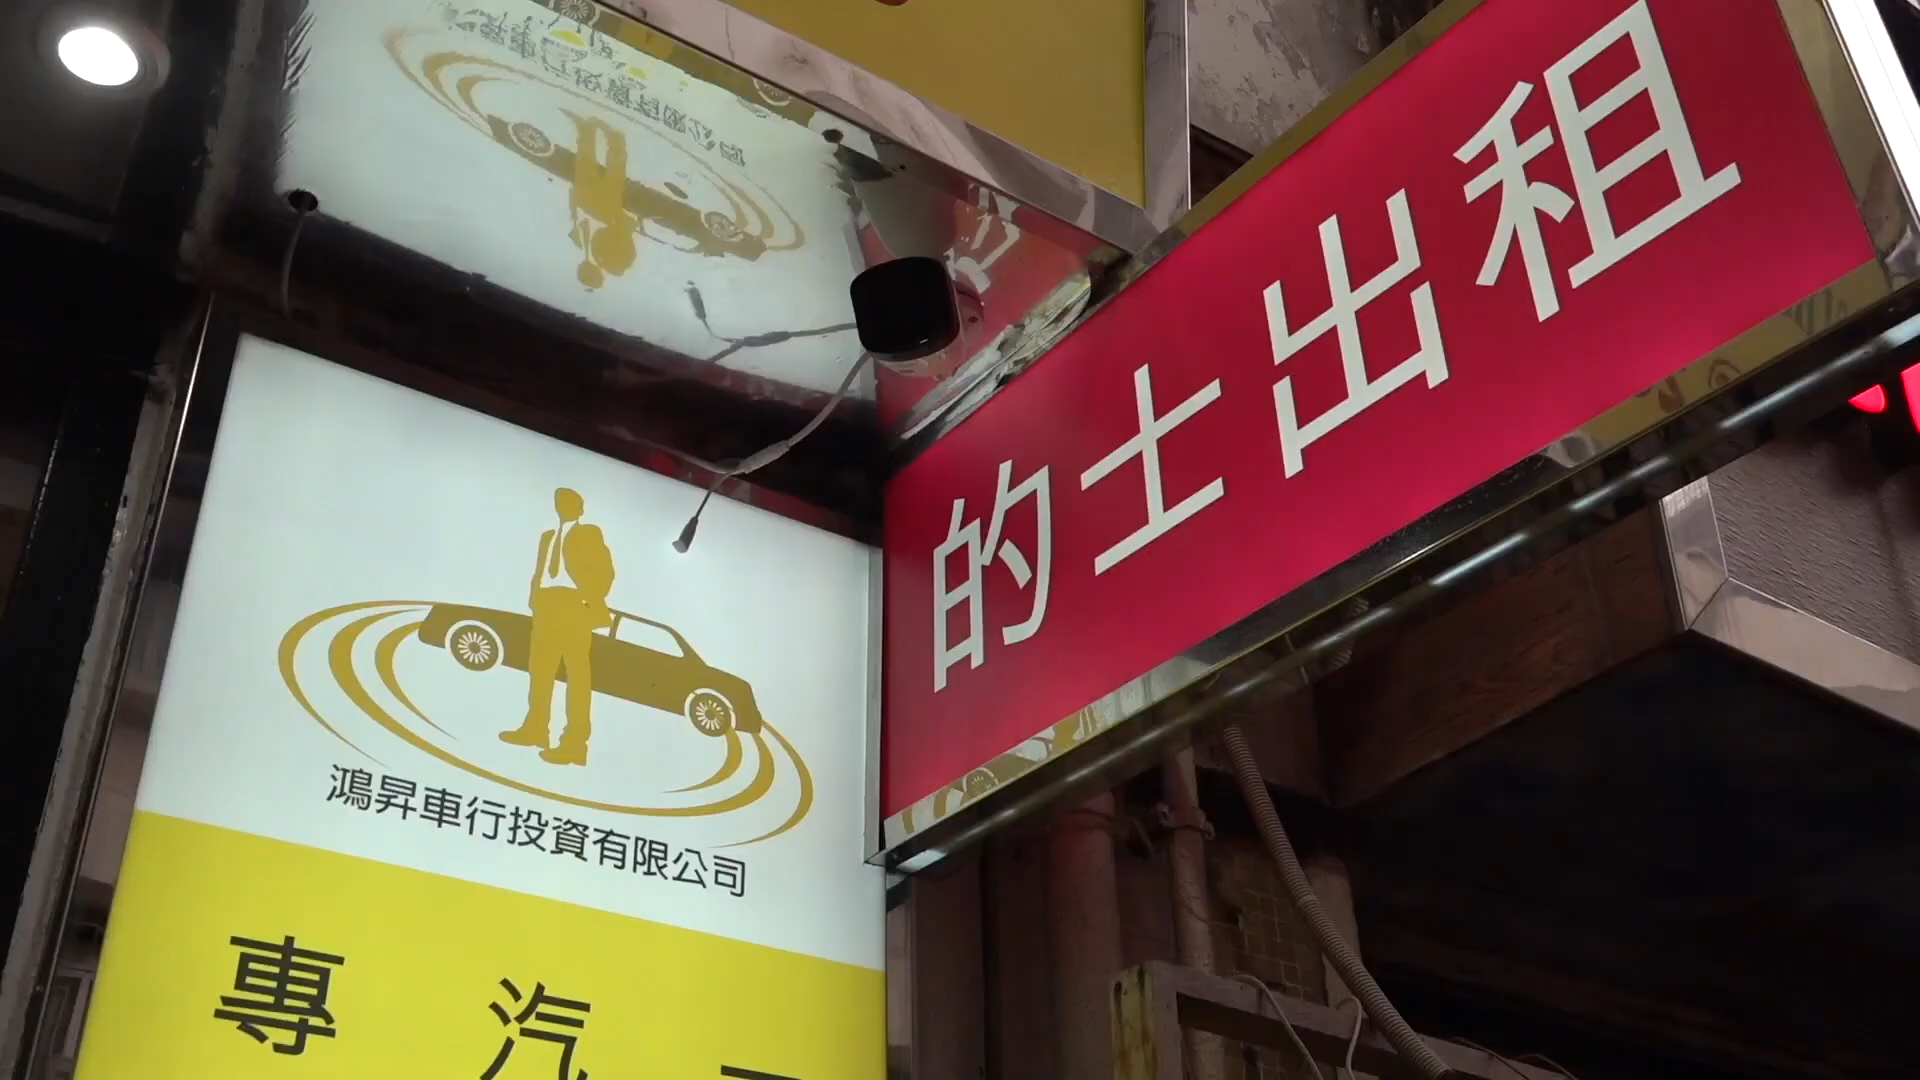 的士出租
鴻昇車行投資有限公司
專 汽